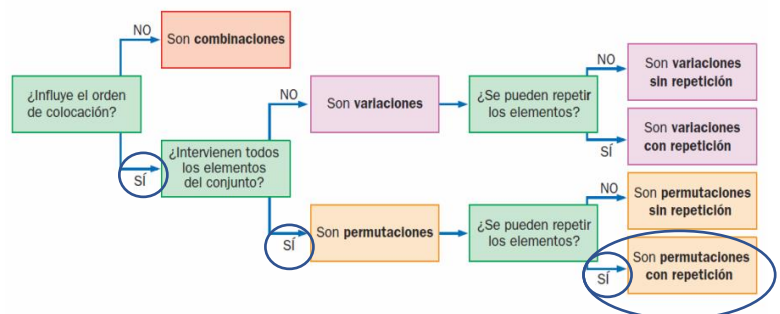 NO
Son combinaciones
¿Influye el orden
de colocación?
SÍ
¿Intervienen todos
los elementos
del conjunto?
NO
Son variaciones
¿Se pueden repetir
los elementos?
NO
Son variaciones
sin repetición
SÍ
Son variaciones
con repetición
SÍ
Son permutaciones
¿Se pueden repetir
los elementos?
NO
Son permutaciones
sin repetición
SÍ
Son permutaciones
con repetición